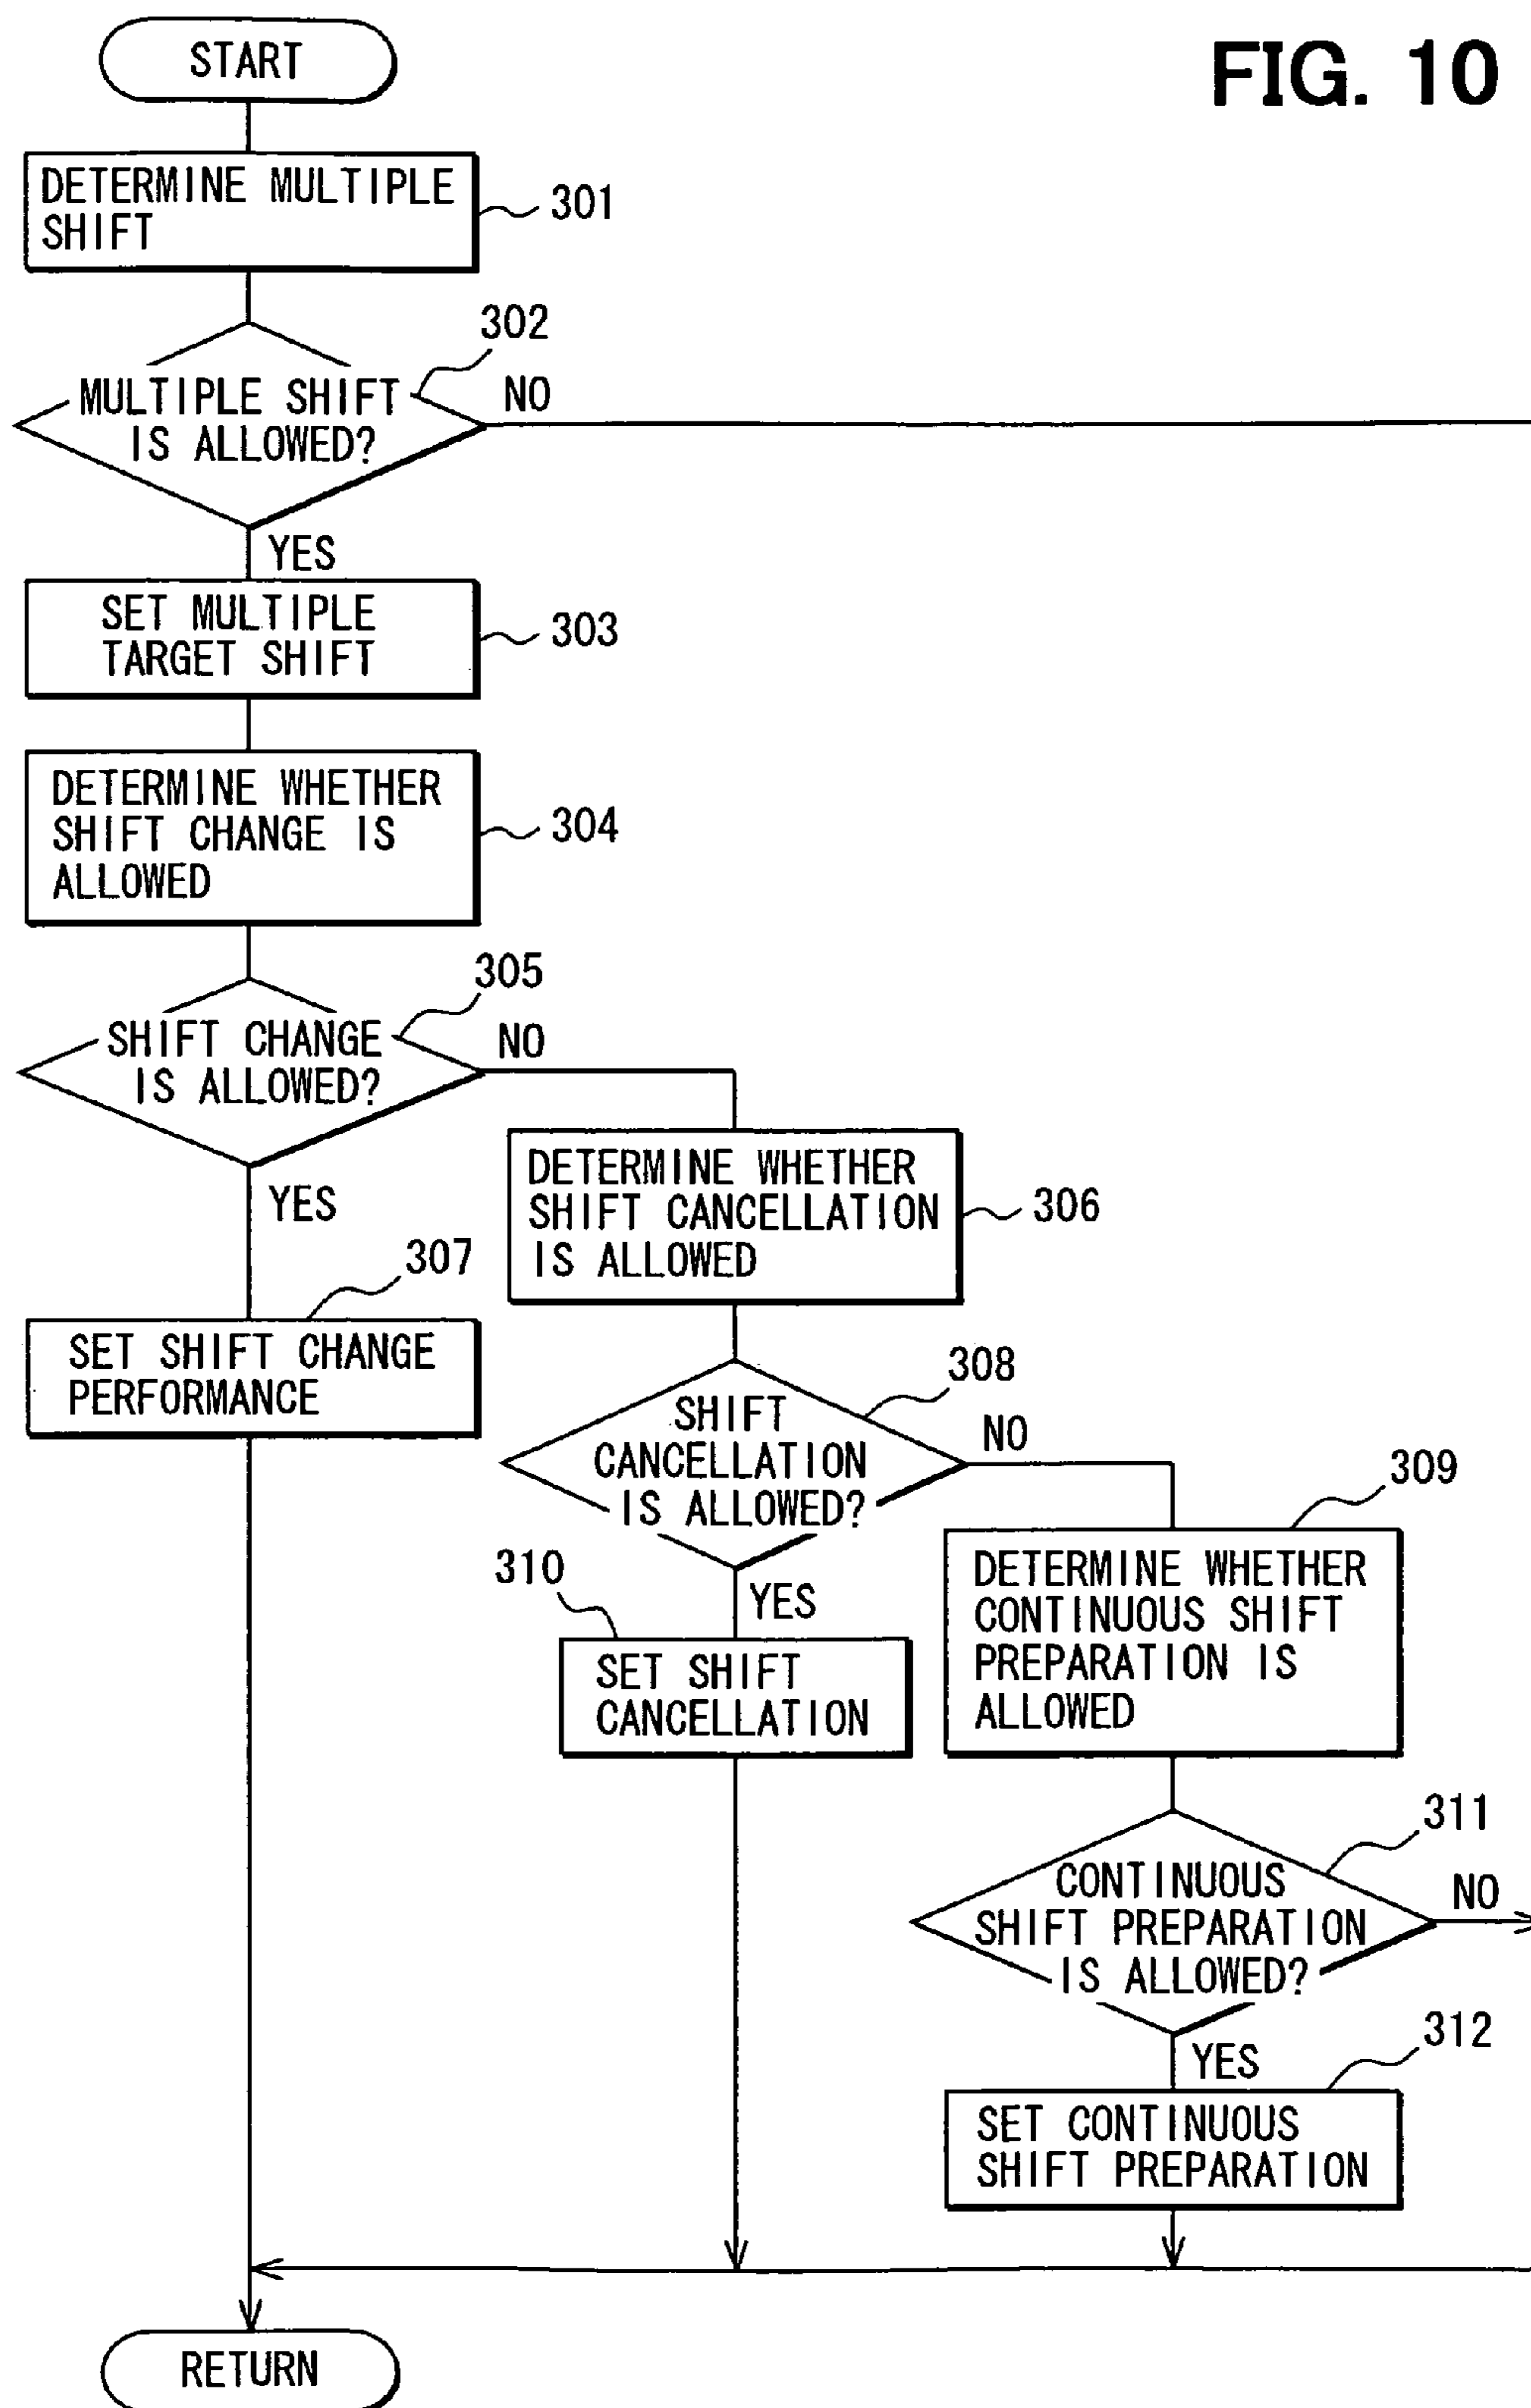 FIG. 10
START
DETERMINE MULTIPLE
SHIFT
301
302
MULTIPLE SHIFT
IS ALLOWED?
NO
YES
SET MULTIPLE
TARGET SHIFT
303
DETERMINE WHETHER
SHIFT CHANGE IS
ALLOWED
304
305
SHIFT CHANGE
IS ALLOWED?
NO
YES
DETERMINE WHETHER
SHIFT CANCELLATION
IS ALLOWED
306
307
SET SHIFT CHANGE
PERFORMANCE
308
SHIFT
CANCELLATION
IS ALLOWED?
NO
YES
309
DETERMINE WHETHER
CONTINUOUS SHIFT
PREPARATION IS
ALLOWED
310
SET SHIFT
CANCELLATION
311
CONTINUOUS
SHIFT PREPARATION
IS ALLOWED?
NO
YES
312
SET CONTINUOUS
SHIFT PREPARATION
RETURN